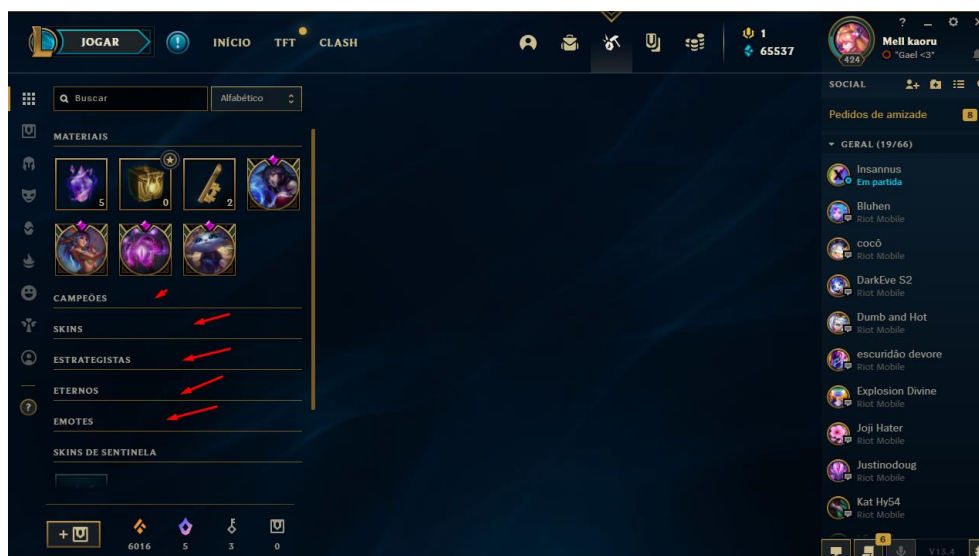 JOGAR
INÍCIO
TFT
CLASH
1
65537
424
Mell kaoru
"Gael <3"
Buscar
Alfabético
MATERIAIS
5
0
2
CAMPEÕES
SKINS
ESTRATEGISTAS
ETERNOS
EMOTES
SKINS DE SENTINELA
6016
5
3
0
SOCIAL
Pedidos de amizade
8
GERAL (19/66)
Insannus
Em partida
Bluhen
Riot Mobile
cocô
Riot Mobile
DarkEve S2
Riot Mobile
Dumb and Hot
Riot Mobile
escuridão devore
Riot Mobile
Explosion Divine
Riot Mobile
Joji Hater
Riot Mobile
Justinodoug
Riot Mobile
Kat Hy54
Riot Mobile
6
V13.4